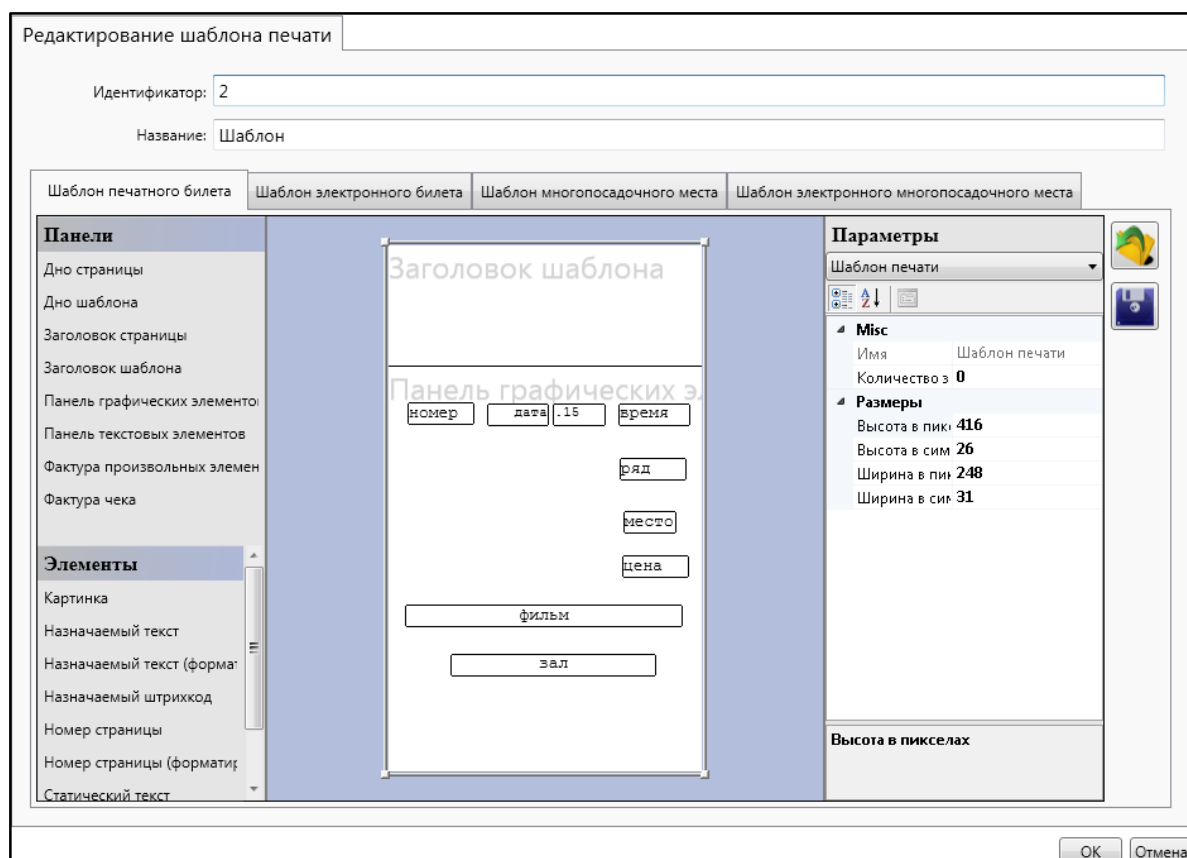 Редактирование шаблона печати
Идентификатор: 2
Название: Шаблон
Шаблон печатного билета Шаблон электронного билета Шаблон многопосадочного места Шаблон электронного многопосадочного места
Панели
Дно страницы
Дно шаблона
Заголовок страницы
Заголовок шаблона
Панель графических элементо
Панель текстовых элементов
Фактура произвольных элемен
Фактура чека
Элементы
Картинка
Назначаемый текст
Назначаемый текст (формат
Назначаемый штрихкод
Номер страницы
Номер страницы (форматир
Статический текст
Заголовок шаблона
Панель графических э.
номер дата .15 время
ряд
место
цена
фильм
зал
Параметры
Шаблон печати
Misc
Имя Шаблон печати
Количество э 0
Размеры
Высота в пик 416
Высота в сим 26
Ширина в пик 248
Ширина в сим 31
Высота в пикселах
OK Отмена